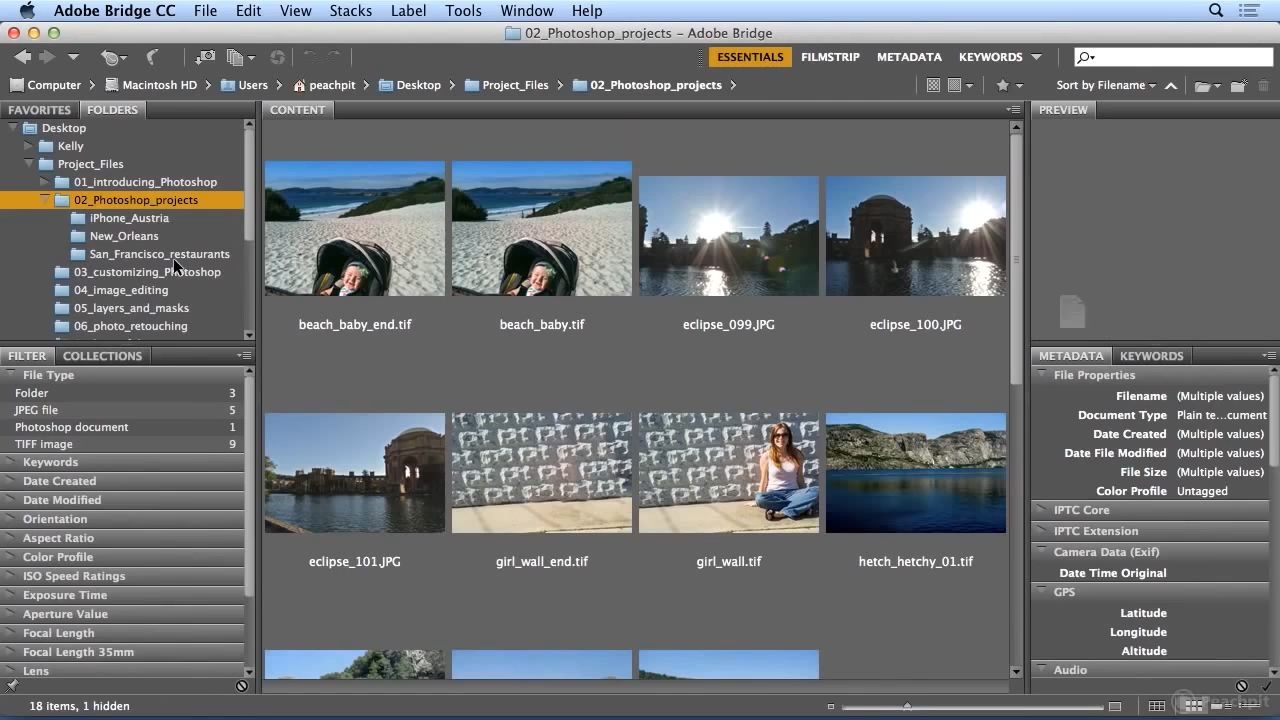 Adobe Bridge CC File Edit View Stacks Label Tools Window Help
02_Photoshop_projects – Adobe Bridge
ESSENTIALS FILMSTRIP METADATA KEYWORDS
Computer Macintosh HD Users peachpit Desktop Project_Files 02_Photoshop_projects Sort by Filename
FAVORITES FOLDERS
Desktop
Kelly
Project_Files
01_introducing_Photoshop
02_Photoshop_projects
iPhone_Austria
New_Orleans
San_Francisco_restaurants
03_customizing_Photoshop
04_image_editing
05_layers_and_masks
06_photo_retouching
FILTER COLLECTIONS
File Type
Folder 3
JPEG file 5
Photoshop document 1
TIFF image 9
Keywords
Date Created
Date Modified
Orientation
Aspect Ratio
Color Profile
ISO Speed Ratings
Exposure Time
Aperture Value
Focal Length
Focal Length 35mm
Lens
CONTENT
beach_baby_end.tif beach_baby.tif eclipse_099.JPG eclipse_100.JPG
eclipse_101.JPG girl_wall_end.tif girl_wall.tif hetch_hetchy_01.tif
PREVIEW
METADATA KEYWORDS
File Properties
Filename (Multiple values)
Document Type Plain te...cument
Date Created (Multiple values)
Date File Modified (Multiple values)
File Size (Multiple values)
Color Profile Untagged
IPTC Core
IPTC Extension
Camera Data (Exif)
Date Time Original
GPS
Latitude
Longitude
Altitude
Audio
18 items, 1 hidden
Peachpit